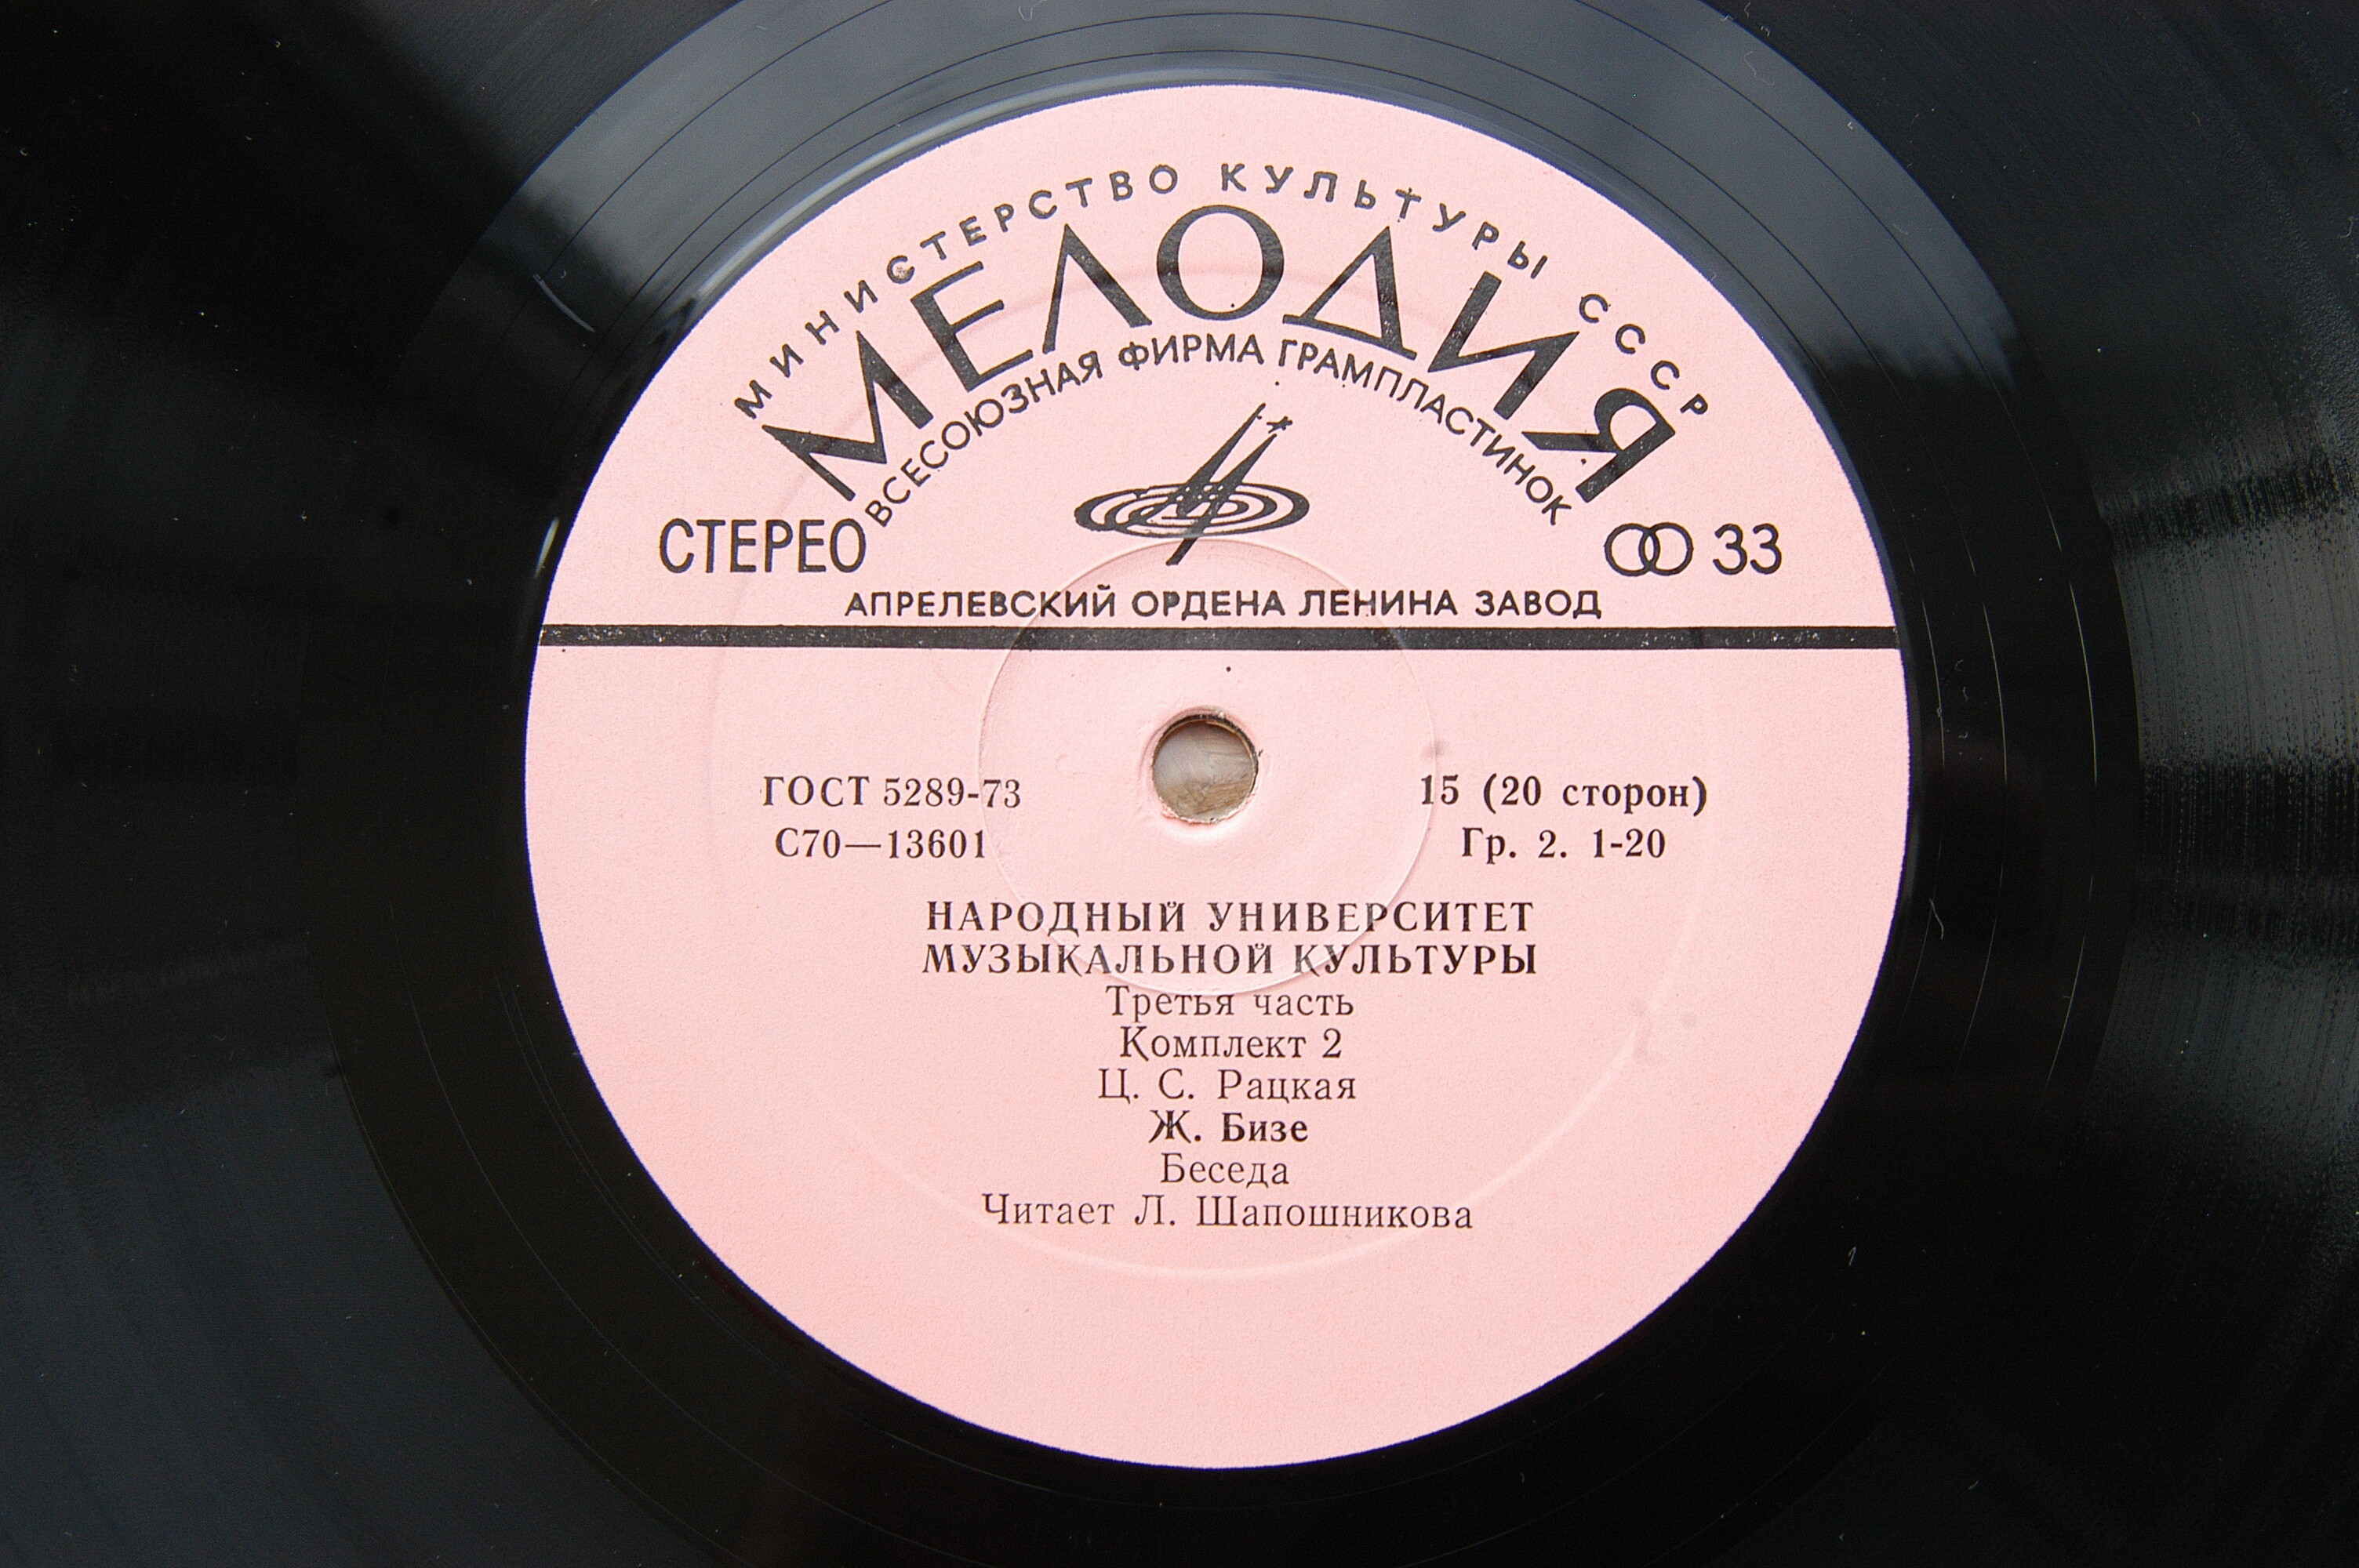 МИНИСТЕРСТВО КУЛЬТУРЫ СССР
МЕЛОДИЯ
ВСЕСОЮЗНАЯ ФИРМА ГРАМПЛАСТИНОК
СТЕРЕО 33
АПРЕЛЕВСКИЙ ОРДЕНА ЛЕНИНА ЗАВОД
ГОСТ 5289-73 15 (20 сторон)
С70—13601 Гр. 2. 1-20
НАРОДНЫЙ УНИВЕРСИТЕТ
МУЗЫКАЛЬНОЙ КУЛЬТУРЫ
Третья часть
Комплект 2
Ц. С. Рацкая
Ж. Бизе
Беседа
Читает Л. Шапошникова